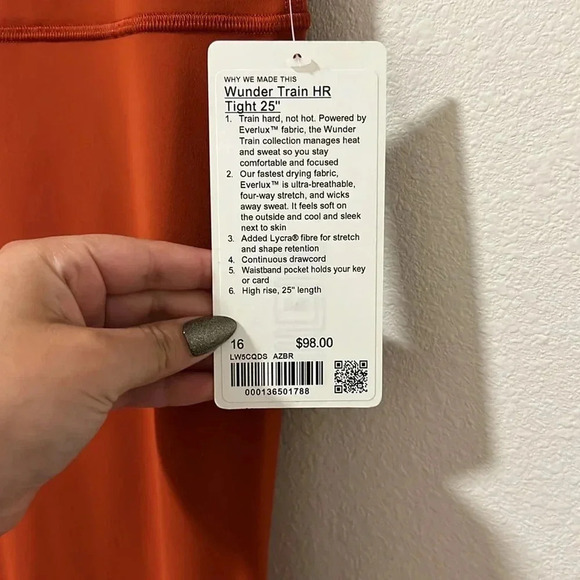 WHY WE MADE THIS
Wunder Train HR
Tight 25"
1. Train hard, not hot. Powered by
Everlux™ fabric, the Wunder
Train collection manages heat
and sweat so you stay
comfortable and focused
2. Our fastest drying fabric,
Everlux™ is ultra-breathable,
four-way stretch, and wicks
away sweat. It feels soft on
the outside and cool and sleek
next to skin
3. Added Lycra® fibre for stretch
and shape retention
4. Continuous drawcord
5. Waistband pocket holds your key
or card
6. High rise, 25" length
16 $98.00
LW5CQDS AZBR
000136501788